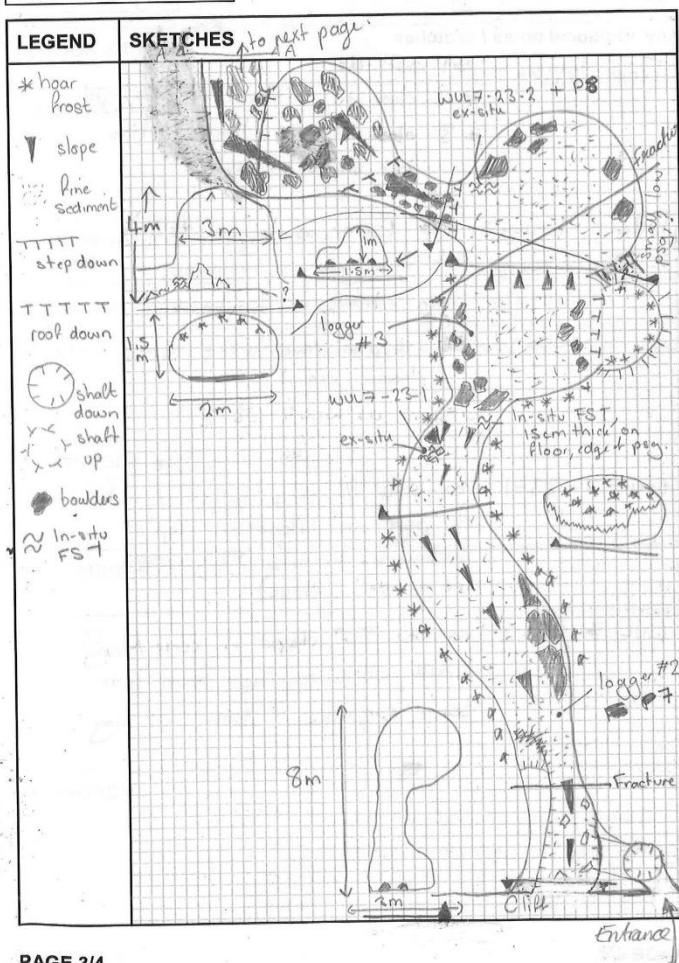 LEGEND
SKETCHES
to next page.
A A
A
* hoar
frost
slope
fine
sediment
step down
roof down
shaft
down
shaft
up
boulders
In-situ
FST
WUL7-23-2 + P8
ex-situ
Fracture
4m
3m
1m
1.5m
?
1.5
m
2m
logger
#3
WUL7-23-1
ex-situ
In-situ FST,
15cm thick, on
floor, edge of psg.
logger #2
P7
8m
Fracture
3m
Cliff
Entrance
PAGE 3/4